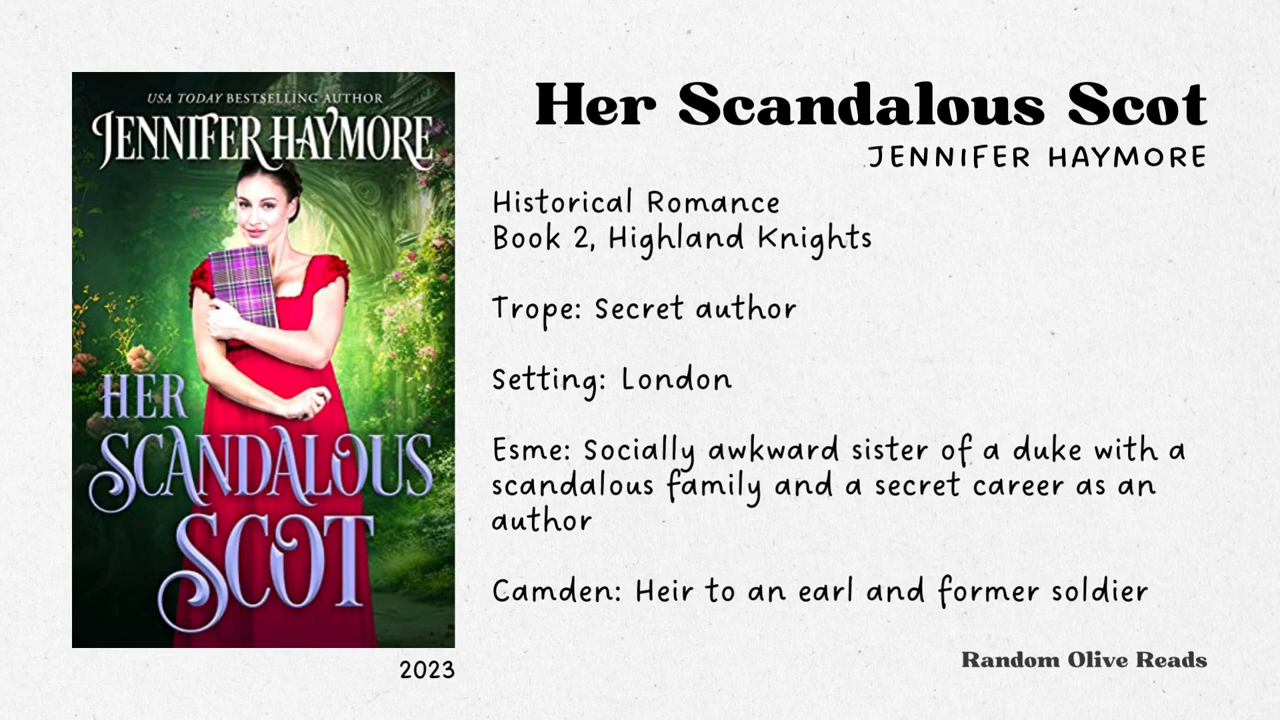 USA TODAY BESTSELLING AUTHOR
JENNIFER HAYMORE
HER
SCANDALOUS
SCOT
2023
Her Scandalous Scot
JENNIFER HAYMORE
Historical Romance
Book 2, Highland Knights
Trope: Secret author
Setting: London
Esme: Socially awkward sister of a duke with a
scandalous family and a secret career as an
author
Camden: Heir to an earl and former soldier
Random Olive Reads